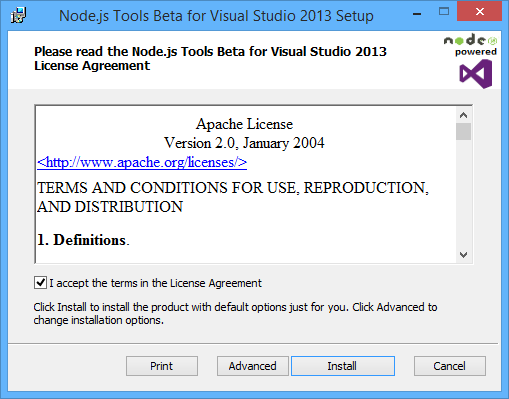 Node.js Tools Beta for Visual Studio 2013 Setup
Please read the Node.js Tools Beta for Visual Studio 2013
License Agreement
node
powered
Apache License
Version 2.0, January 2004
<http://www.apache.org/licenses/>
TERMS AND CONDITIONS FOR USE, REPRODUCTION,
AND DISTRIBUTION
1. Definitions.
I accept the terms in the License Agreement
Click Install to install the product with default options just for you. Click Advanced to
change installation options.
Print
Advanced
Install
Cancel